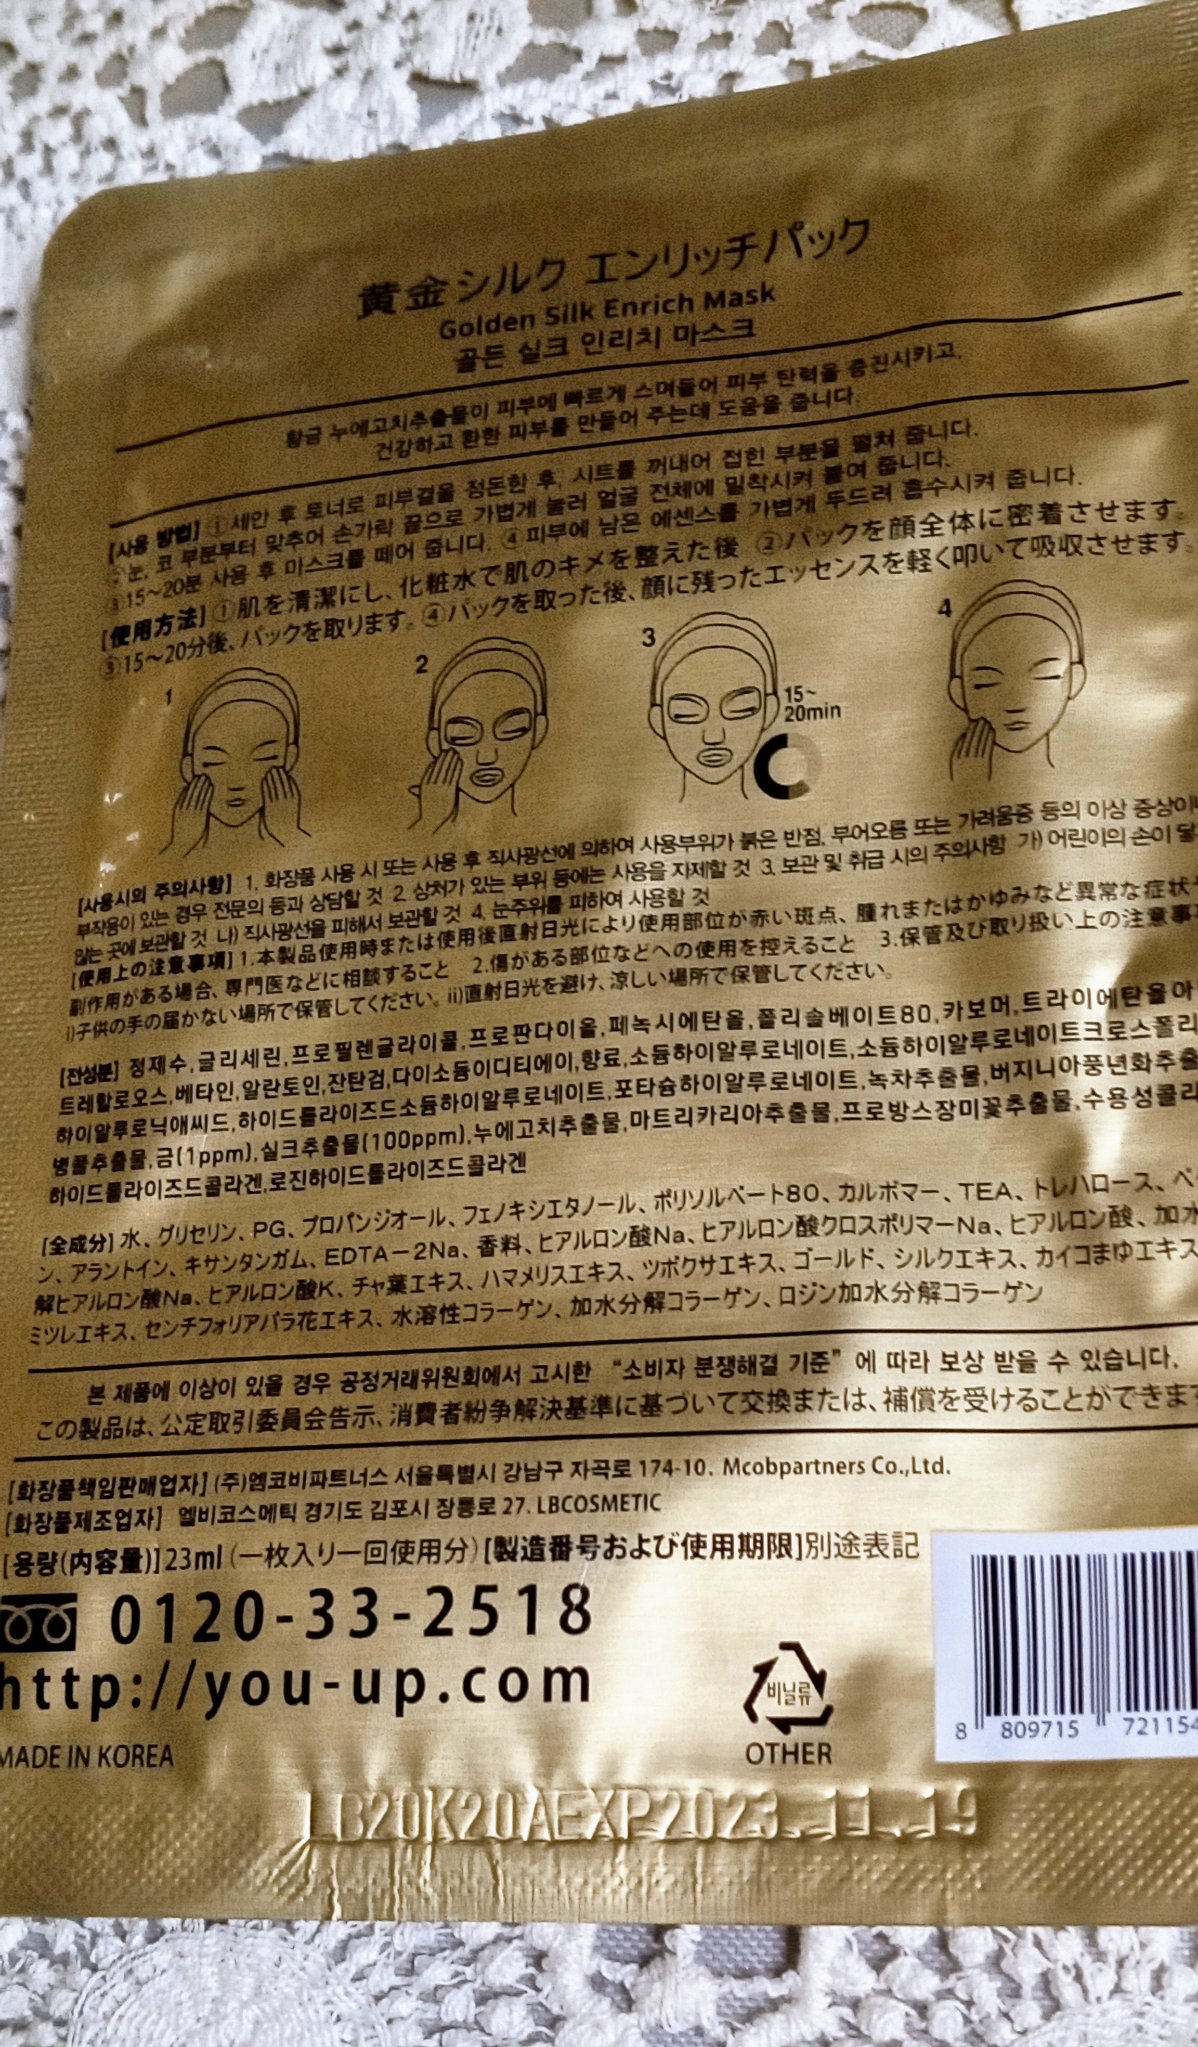 黄金シルク エンリッチパック
Golden Silk Enrich Mask
골든 실크 인리치 마스크
황금 누에고치추출물이 피부에 빠르게 스며들어 피부 탄력을 증진시키고,
건강하고 환한 피부를 만들어 주는데 도움을 줍니다.
[사용 방법] ①세안 후 토너로 피부결을 정돈한 후, 시트를 꺼내어 접힌 부분을 펼쳐 줍니다.
②눈, 코 부분부터 맞추어 손가락 끝으로 가볍게 눌러 얼굴 전체에 밀착시켜 붙여 줍니다.
③15~20분 사용 후 마스크를 떼어 줍니다. ④피부에 남은 에센스를 가볍게 두드려 흡수시켜 줍니다.
[使用方法] ①肌を清潔にし、化粧水で肌のキメを整えた後 ②パックを顔全体に密着させます。
③15〜20分後、パックを取ります。④パックを取った後、顔に残ったエッセンスを軽く叩いて吸収させます。
1 2 3 4
15~
20min
[사용시의 주의사항] 1. 화장품 사용 시 또는 사용 후 직사광선에 의하여 사용부위가 붉은 반점, 부어오름 또는 가려움증 등의 이상 증상이나
부작용이 있는 경우 전문의 등과 상담할 것 2. 상처가 있는 부위 등에는 사용을 자제할 것 3. 보관 및 취급 시의 주의사항 가) 어린이의 손이 닿
않는 곳에 보관할 것 나) 직사광선을 피해서 보관할 것 4. 눈주위를 피하여 사용할 것
[使用上の注意事項] 1.本製品使用時または使用後直射日光により使用部位が赤い斑点、腫れまたはかゆみなど異常な症状
副作用がある場合、専門医などに相談すること 2.傷がある部位などへの使用を控えること 3.保管及び取り扱い上の注意事
i)子供の手の届かない場所で保管してください。ii)直射日光を避け、涼しい場所で保管してください。
[전성분] 정제수,글리세린,프로필렌글라이콜,프로판다이올,페녹시에탄올,폴리솔베이트80,카보머,트라이에탄올아
트레할로오스,베타인,알란토인,잔탄검,다이소듐이디티에이,향료,소듐하이알루로네이트,소듐하이알루로네이트크로스폴리
하이알루로닉애씨드,하이드롤라이즈드소듐하이알루로네이트,포타슘하이알루로네이트,녹차추출물,버지니아풍년화추출
병풀추출물,금(1ppm),실크추출물(100ppm),누에고치추출물,마트리카리아추출물,프로방스장미꽃추출물,수용성콜라
하이드롤라이즈드콜라겐,로진하이드롤라이즈드콜라겐
[全成分] 水、グリセリン、PG、プロパンジオール、フェノキシエタノール、ポリソルベート80、カルボマー、TEA、トレハロース、ベ
ン、アラントイン、キサンタンガム、EDTA－2Na、香料、ヒアルロン酸Na、ヒアルロン酸クロスポリマーNa、ヒアルロン酸、加水
解ヒアルロン酸Na、ヒアルロン酸K、チャ葉エキス、ハマメリスエキス、ツボクサエキス、ゴールド、シルクエキス、カイコまゆエキス
ミツレエキス、センチフォリアバラ花エキス、水溶性コラーゲン、加水分解コラーゲン、ロジン加水分解コラーゲン
본 제품에 이상이 있을 경우 공정거래위원회에서 고시한 “소비자 분쟁해결 기준”에 따라 보상 받을 수 있습니다.
この製品は、公定取引委員会告示、消費者紛争解決基準に基づいて交換または、補償を受けることができます
[화장품책임판매업자] (주)엠코비파트너스 서울특별시 강남구 자곡로 174-10. Mcobpartners Co.,Ltd.
[화장품제조업자] 엘비코스메틱 경기도 김포시 장릉로 27. LBCOSMETIC
[용량(内容量)] 23ml (一枚入り一回使用分) [製造番号および使用期限]別途表記
0120-33-2518
http://you-up.com
비닐류
OTHER
MADE IN KOREA
8 809715 721154
LB20K20AEXP2023.11.19